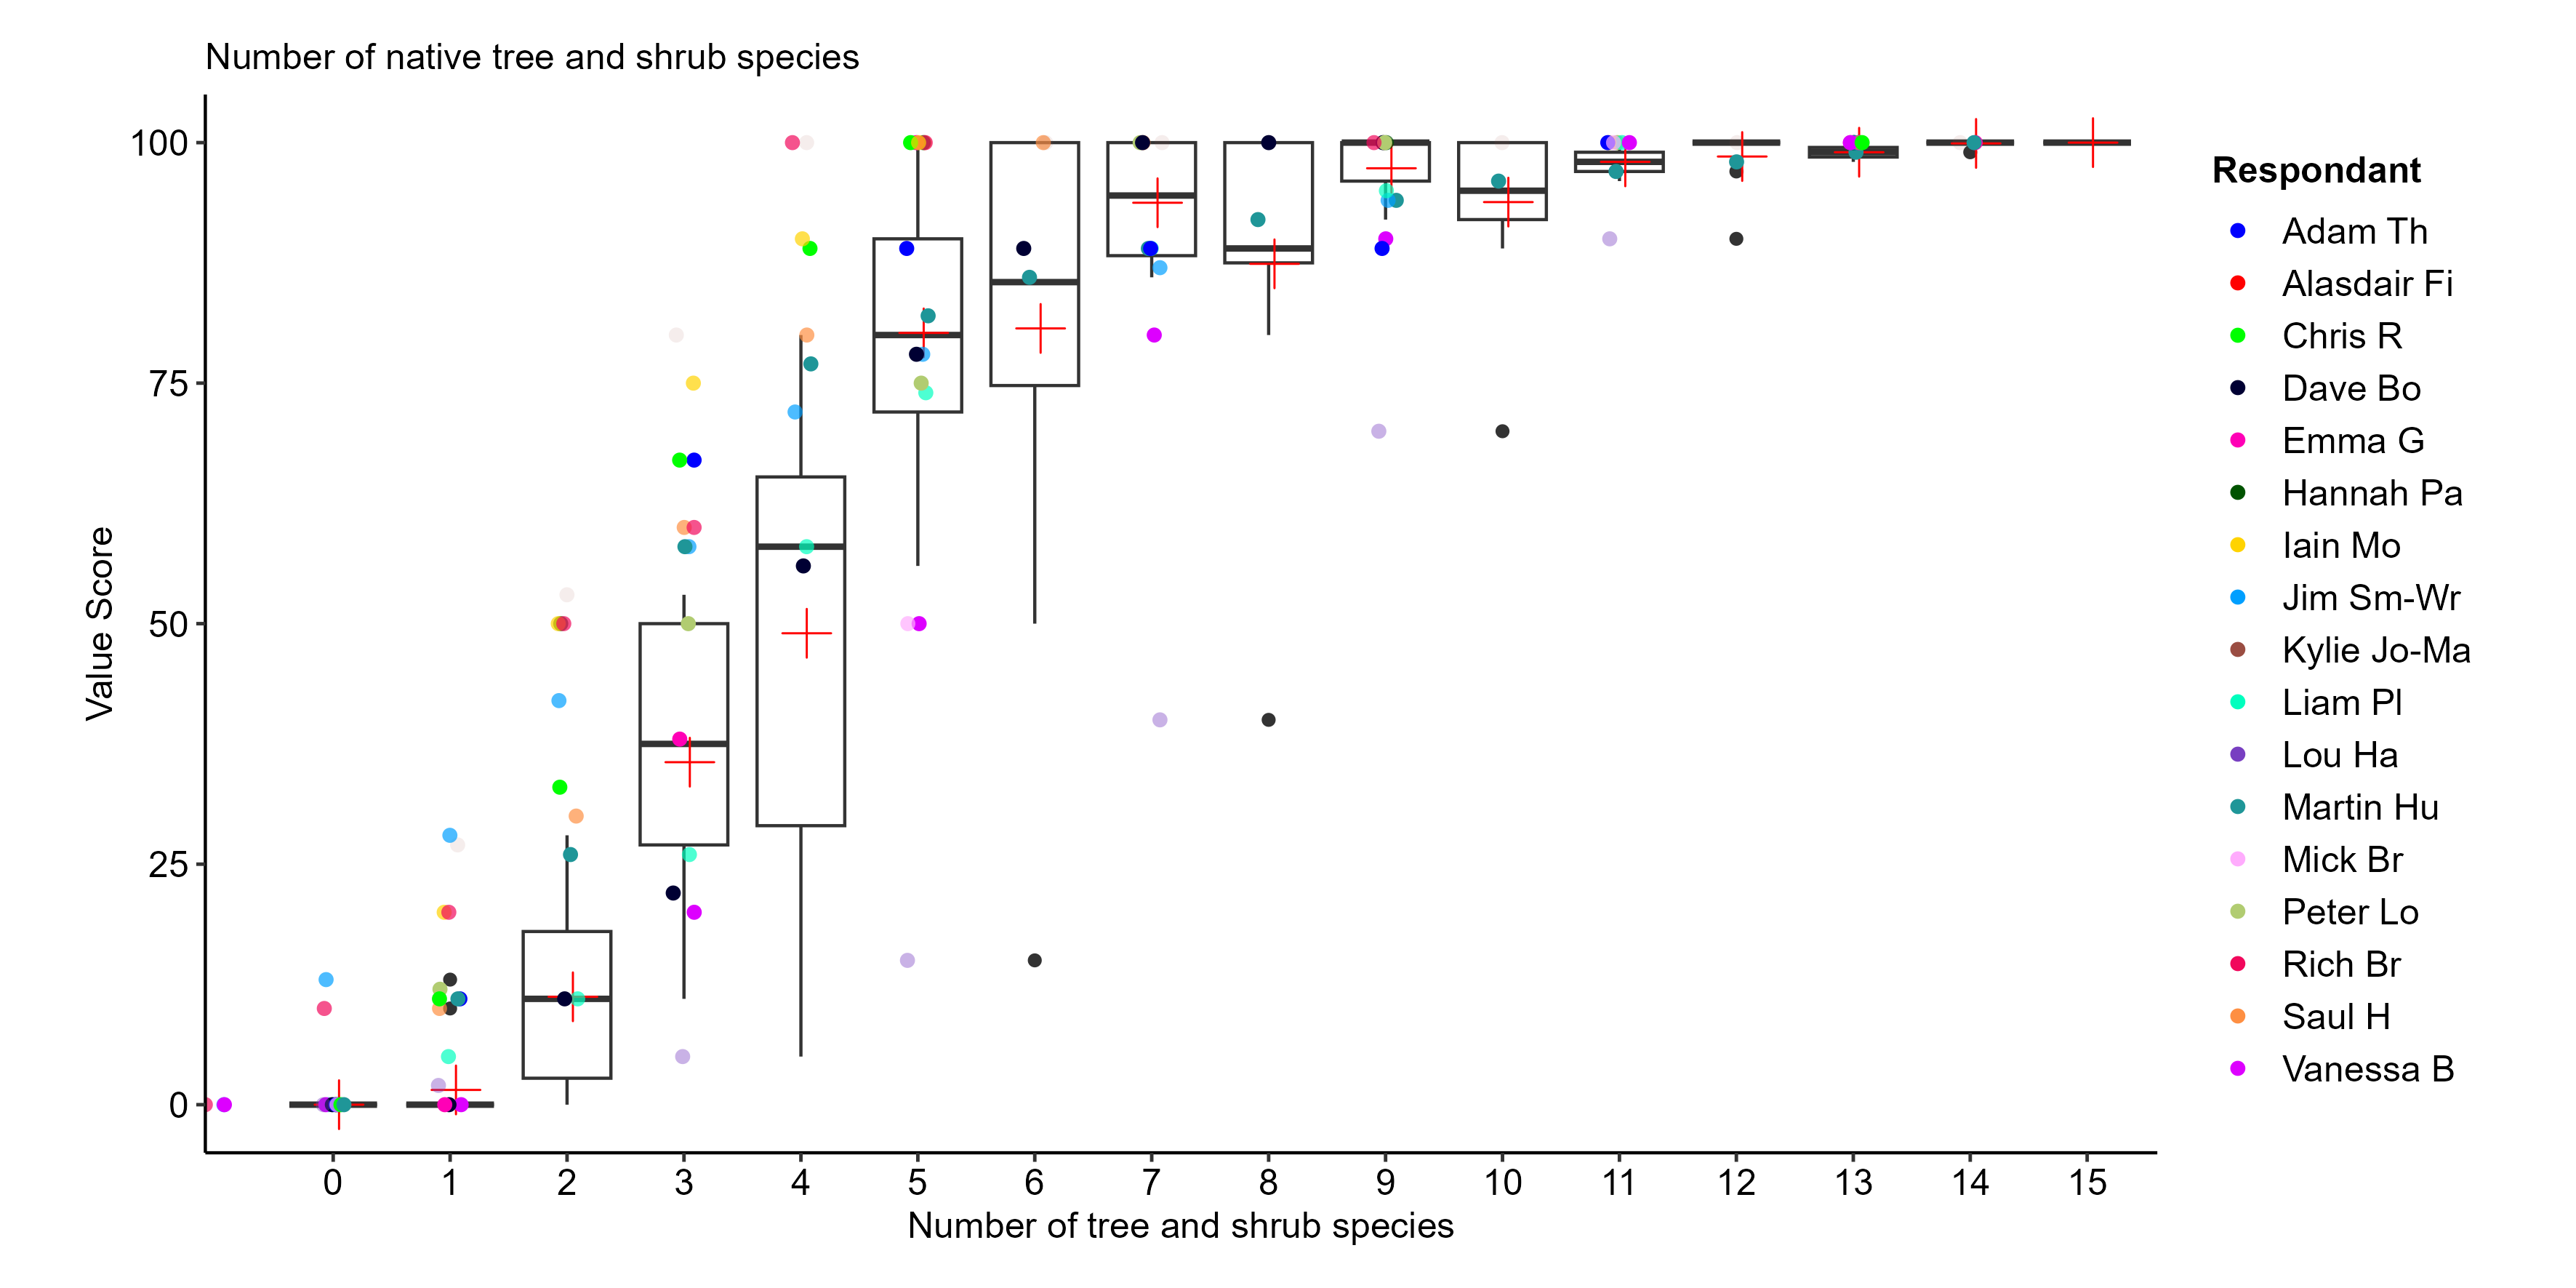 Number of native tree and shrub species
100
75
50
25
0
Value Score
0 1 2 3 4 5 6 7 8 9 10 11 12 13 14 15
Number of tree and shrub species
Respondant
Adam Th
Alasdair Fi
Chris R
Dave Bo
Emma G
Hannah Pa
Iain Mo
Jim Sm-Wr
Kylie Jo-Ma
Liam Pl
Lou Ha
Martin Hu
Mick Br
Peter Lo
Rich Br
Saul H
Vanessa B